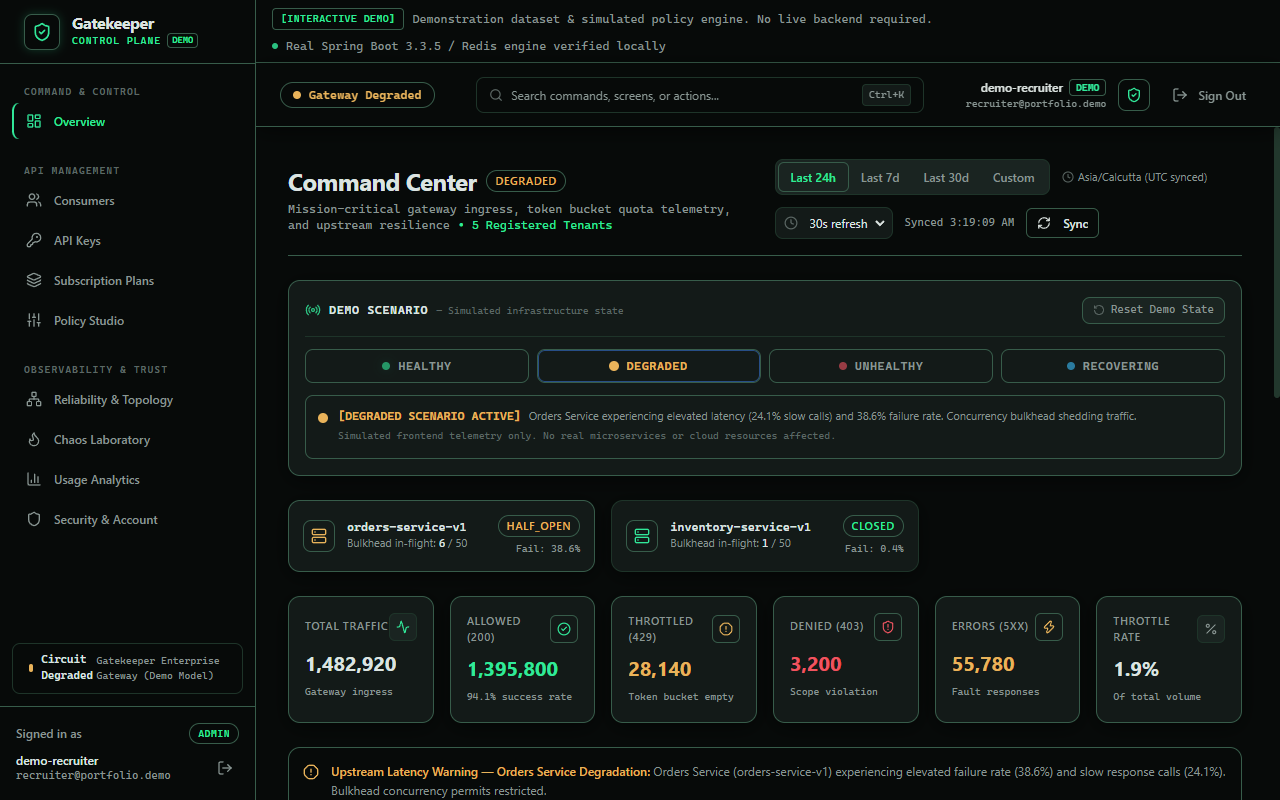 Gatekeeper
CONTROL PLANE DEMO
COMMAND & CONTROL
Overview
API MANAGEMENT
Consumers
API Keys
Subscription Plans
Policy Studio
OBSERVABILITY & TRUST
Reliability & Topology
Chaos Laboratory
Usage Analytics
Security & Account
Circuit Degraded
Gatekeeper Enterprise Gateway (Demo Model)
Signed in as ADMIN
demo-recruiter
recruiter@portfolio.demo
[INTERACTIVE DEMO] Demonstration dataset & simulated policy engine. No live backend required.
Real Spring Boot 3.3.5 / Redis engine verified locally
Gateway Degraded
Search commands, screens, or actions... Ctrl+K
demo-recruiter DEMO
recruiter@portfolio.demo
Sign Out
Command Center DEGRADED
Mission-critical gateway ingress, token bucket quota telemetry,
and upstream resilience • 5 Registered Tenants
Last 24h Last 7d Last 30d Custom Asia/Calcutta (UTC synced)
30s refresh Synced 3:19:09 AM Sync
DEMO SCENARIO — Simulated infrastructure state Reset Demo State
HEALTHY DEGRADED UNHEALTHY RECOVERING
[DEGRADED SCENARIO ACTIVE] Orders Service experiencing elevated latency (24.1% slow calls) and 38.6% failure rate. Concurrency bulkhead shedding traffic.
Simulated frontend telemetry only. No real microservices or cloud resources affected.
orders-service-v1 HALF_OPEN
Bulkhead in-flight: 6 / 50 Fail: 38.6%
inventory-service-v1 CLOSED
Bulkhead in-flight: 1 / 50 Fail: 0.4%
TOTAL TRAFFIC
1,482,920
Gateway ingress
ALLOWED
(200)
1,395,800
94.1% success rate
THROTTLED
(429)
28,140
Token bucket empty
DENIED (403)
3,200
Scope violation
ERRORS (5XX)
55,780
Fault responses
THROTTLE
RATE
%
1.9%
Of total volume
Upstream Latency Warning — Orders Service Degradation: Orders Service (orders-service-v1) experiencing elevated failure rate (38.6%) and slow response calls (24.1%).
Bulkhead concurrency permits restricted.